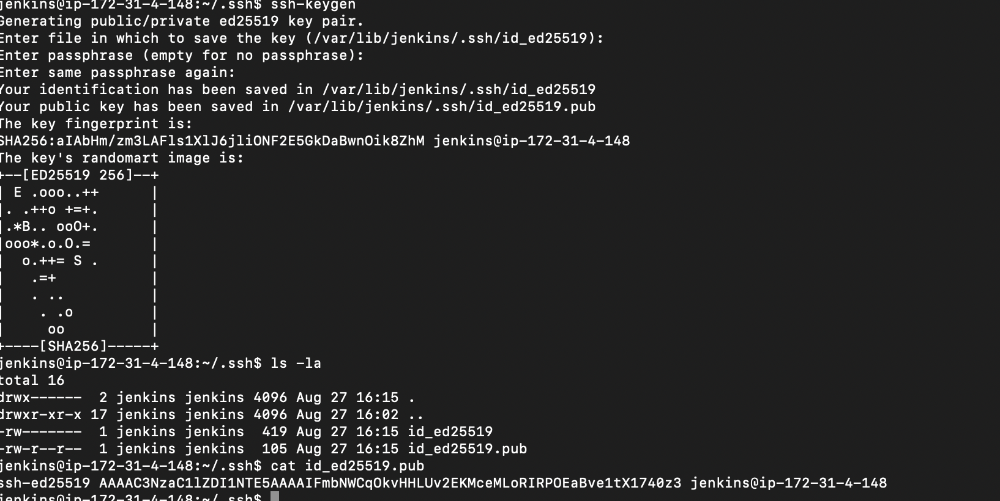 jenkins@ip-172-31-4-148:~/.ssh$ ssh-keygen
Generating public/private ed25519 key pair.
Enter file in which to save the key (/var/lib/jenkins/.ssh/id_ed25519):
Enter passphrase (empty for no passphrase):
Enter same passphrase again:
Your identification has been saved in /var/lib/jenkins/.ssh/id_ed25519
Your public key has been saved in /var/lib/jenkins/.ssh/id_ed25519.pub
The key fingerprint is:
SHA256:aIAbHm/zm3LAFls1XlJ6jliONF2E5GkDaBwnOik8ZhM jenkins@ip-172-31-4-148
The key's randomart image is:
+--[ED25519 256]--+
| E .ooo..++      |
|. .++o +=+.      |
|.*B.. ooO+.      |
|ooo*.o.O.=       |
|  o.++= S .      |
|   .=+           |
|   . ..          |
|    . .o         |
|     oo          |
+----[SHA256]-----+
jenkins@ip-172-31-4-148:~/.ssh$ ls -la
total 16
drwx------  2 jenkins jenkins 4096 Aug 27 16:15 .
drwxr-xr-x 17 jenkins jenkins 4096 Aug 27 16:02 ..
-rw-------  1 jenkins jenkins  419 Aug 27 16:15 id_ed25519
-rw-r--r--  1 jenkins jenkins  105 Aug 27 16:15 id_ed25519.pub
jenkins@ip-172-31-4-148:~/.ssh$ cat id_ed25519.pub
ssh-ed25519 AAAAC3NzaC1lZDI1NTE5AAAAIFmbNWCqOkvHHLUv2EKMceMLoRIRPOEaBve1tX1740z3 jenkins@ip-172-31-4-148
jenkins@ip-172-31-4-148:~/.ssh$